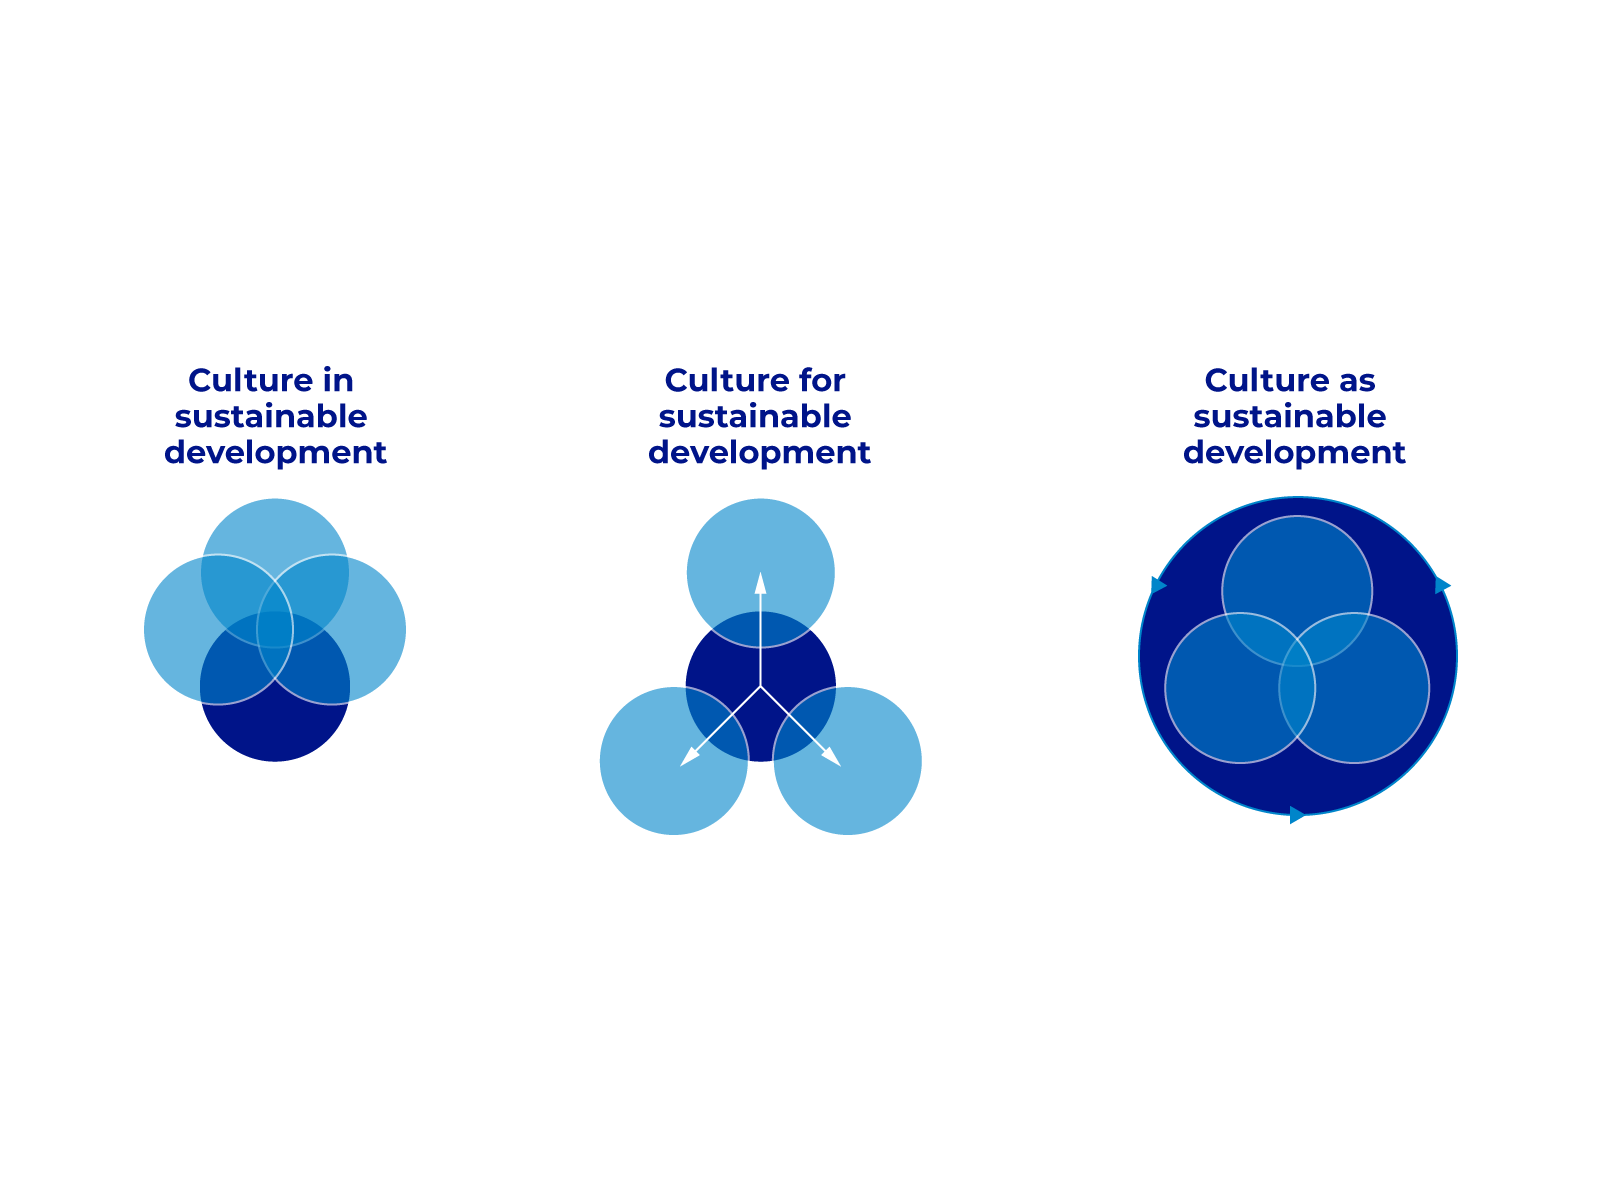 Culture in
sustainable
development
Culture for
sustainable
development
Culture as
sustainable
development